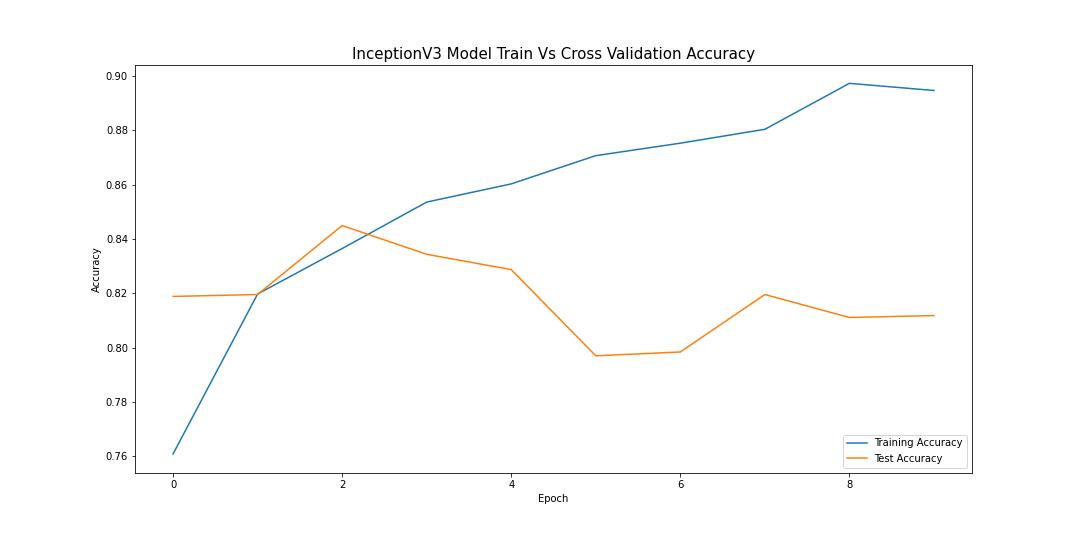 InceptionV3 Model Train Vs Cross Validation Accuracy
0.90
0.88
0.86
0.84
0.82
0.80
0.78
0.76
Accuracy
0 2 4 6 8
Epoch
Training Accuracy
Test Accuracy